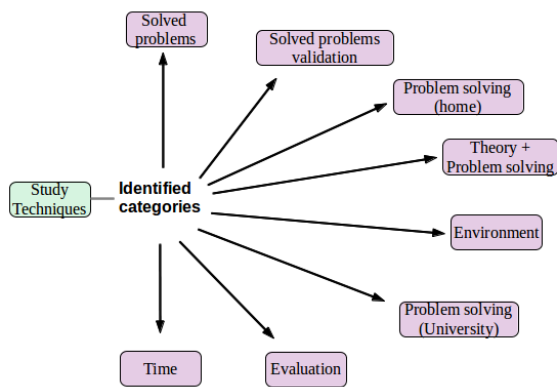 Solved
problems
Solved problems
validation
Problem solving
(home)
Theory +
Problem solving
Study
Techniques
Identified
categories
Environment
Problem solving
(University)
Time
Evaluation